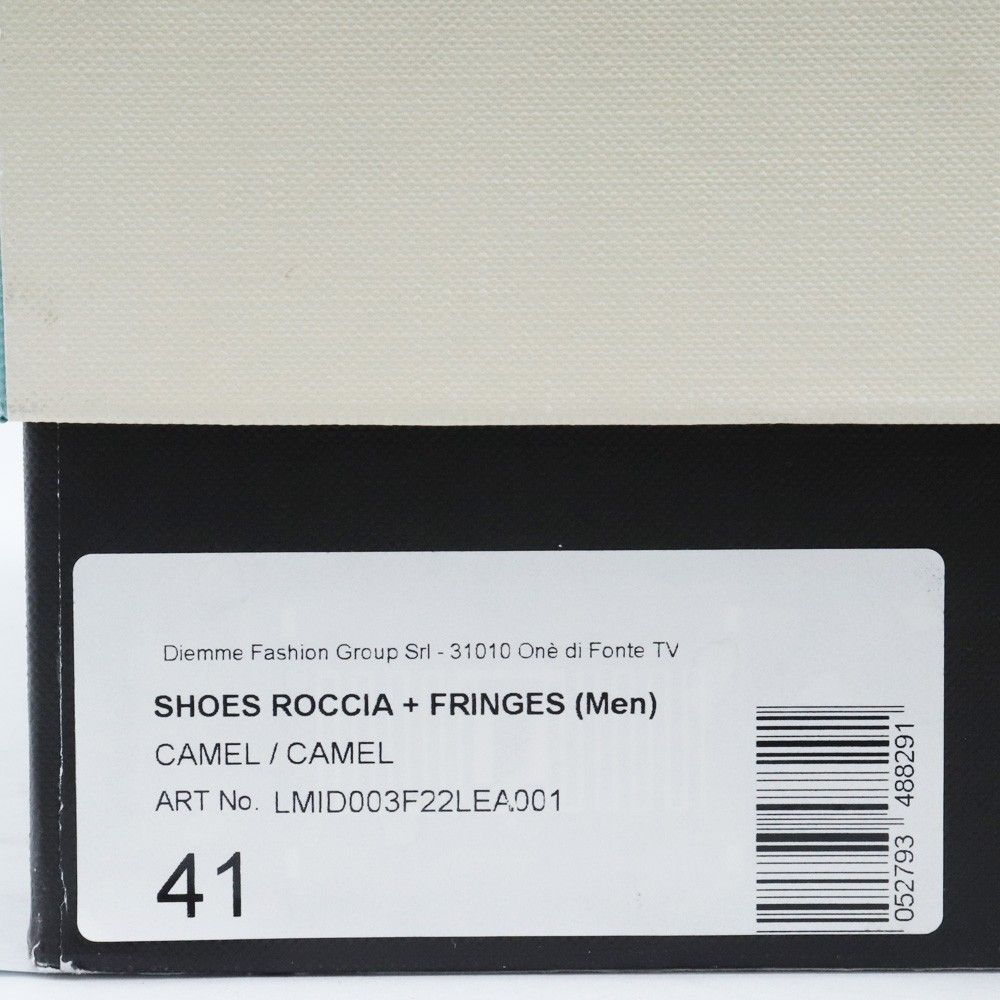 Diemme Fashion Group Srl - 31010 Onè di Fonte TV
SHOES ROCCIA + FRINGES (Men)
CAMEL / CAMEL
ART No. LMID003F22LEA001
41
052793 488291